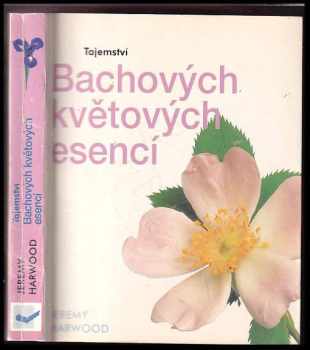 Tajemství
Bachových
květových
esencí
JEREMY
HARWOOD
Tajemství
Bachových květových
esencí
JEREMY
HARWOOD